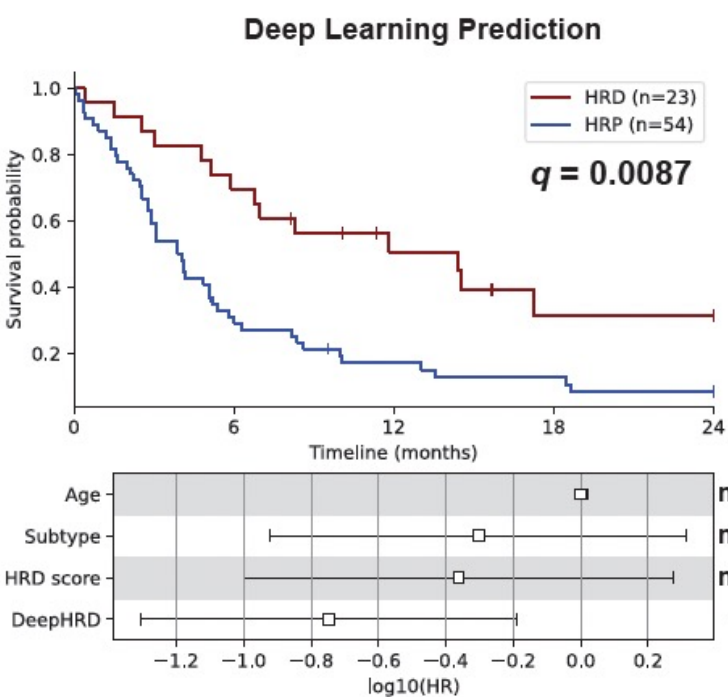 Deep Learning Prediction
HRD (n=23)
HRP (n=54)
q = 0.0087
Survival probability
1.0
0.8
0.6
0.4
0.2
0 6 12 18 24
Timeline (months)
Age
Subtype
HRD score
DeepHRD
−1.2 −1.0 −0.8 −0.6 −0.4 −0.2 0.0 0.2
log10(HR)